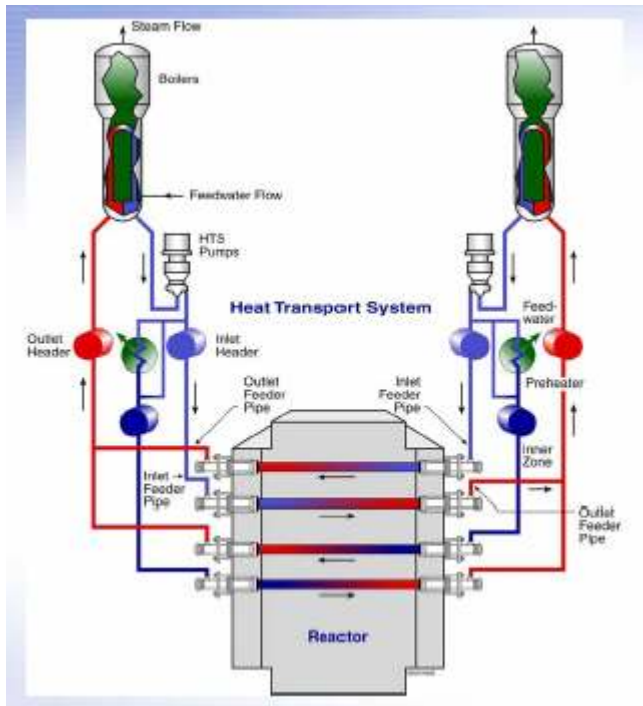 Steam Flow
Boilers
Feedwater Flow
HTS
Pumps
Heat Transport System
Feed-
water
Outlet
Header
Inlet
Header
Preheater
Outlet
Feeder
Pipe
Inlet
Feeder
Pipe
Inner
Zone
Inlet
Feeder
Pipe
Outlet
Feeder
Pipe
Reactor